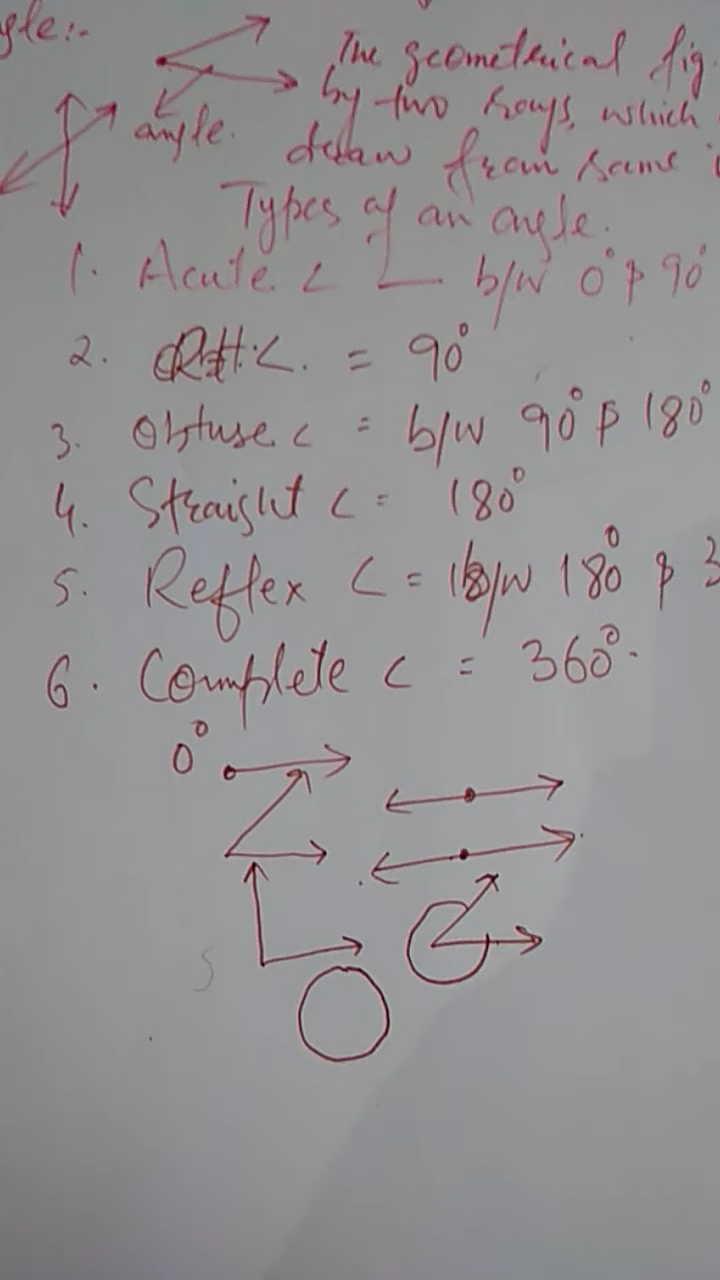 gle:-
The geometrical fig.
by two rays, which
angle. draw from same
Types of an angle.
1. Acute < b/w 0° & 90°
2. Rt. <. = 90°
3. Obtuse < = b/w 90° & 180°
4. Straight < = 180°
5. Reflex < = b/w 180° & 3
6. Complete < = 360°.
0°